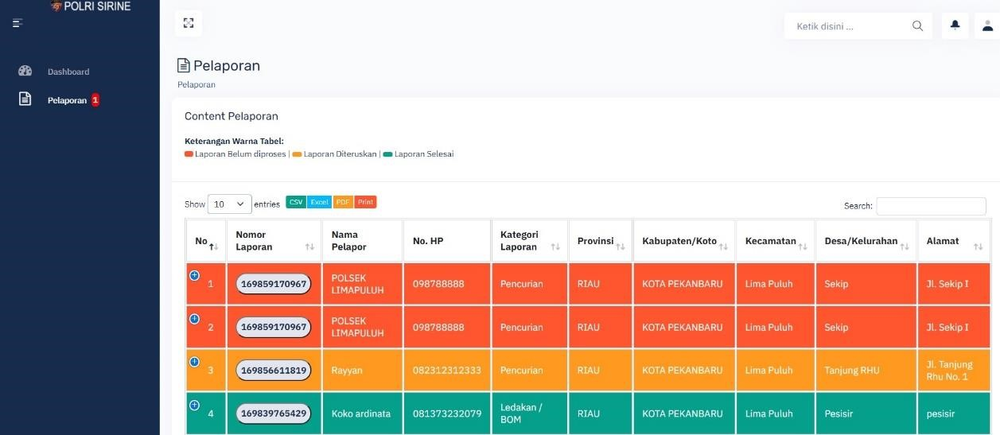 POLRI SIRINE
Ketik disini ...
Dashboard
Pelaporan 1
Pelaporan
Pelaporan
Content Pelaporan
Keterangan Warna Tabel:
Laporan Belum diproses | Laporan Diteruskan | Laporan Selesai
Show 10 entries CSV Excel PDF Print Search:
No Nomor Laporan Nama Pelapor No. HP Kategori Laporan Provinsi Kabupaten/Koto Kecamatan Desa/Kelurahan Alamat
1 169859170967 POLSEK LIMAPULUH 098788888 Pencurian RIAU KOTA PEKANBARU Lima Puluh Sekip Jl. Sekip I
2 169859170967 POLSEK LIMAPULUH 098788888 Pencurian RIAU KOTA PEKANBARU Lima Puluh Sekip Jl. Sekip I
3 169856611819 Rayyan 082312312333 Pencurian RIAU KOTA PEKANBARU Lima Puluh Tanjung RHU Jl. Tanjung Rhu No. 1
4 169839765429 Koko ardinata 081373232079 Ledakan / BOM RIAU KOTA PEKANBARU Lima Puluh Pesisir pesisir